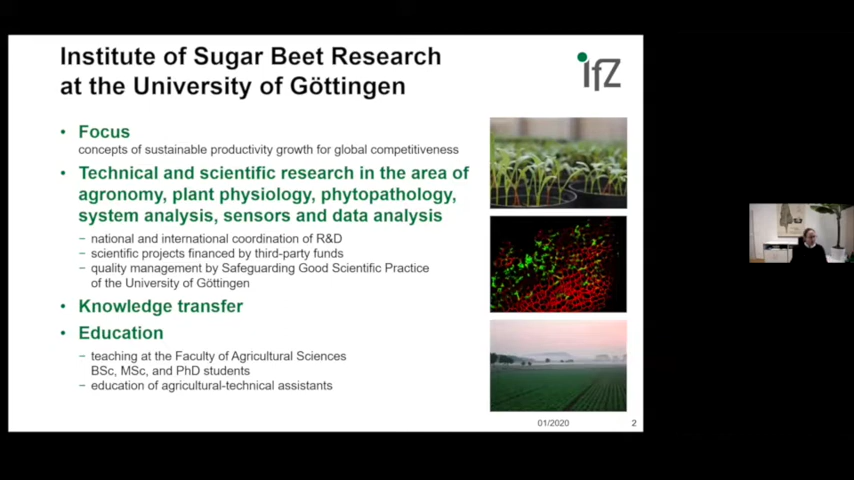 Institute of Sugar Beet Research
at the University of Göttingen
ifZ
• Focus
concepts of sustainable productivity growth for global competitiveness
• Technical and scientific research in the area of
agronomy, plant physiology, phytopathology,
system analysis, sensors and data analysis
− national and international coordination of R&D
− scientific projects financed by third-party funds
− quality management by Safeguarding Good Scientific Practice
of the University of Göttingen
• Knowledge transfer
• Education
− teaching at the Faculty of Agricultural Sciences
BSc, MSc, and PhD students
− education of agricultural-technical assistants
01/2020
2